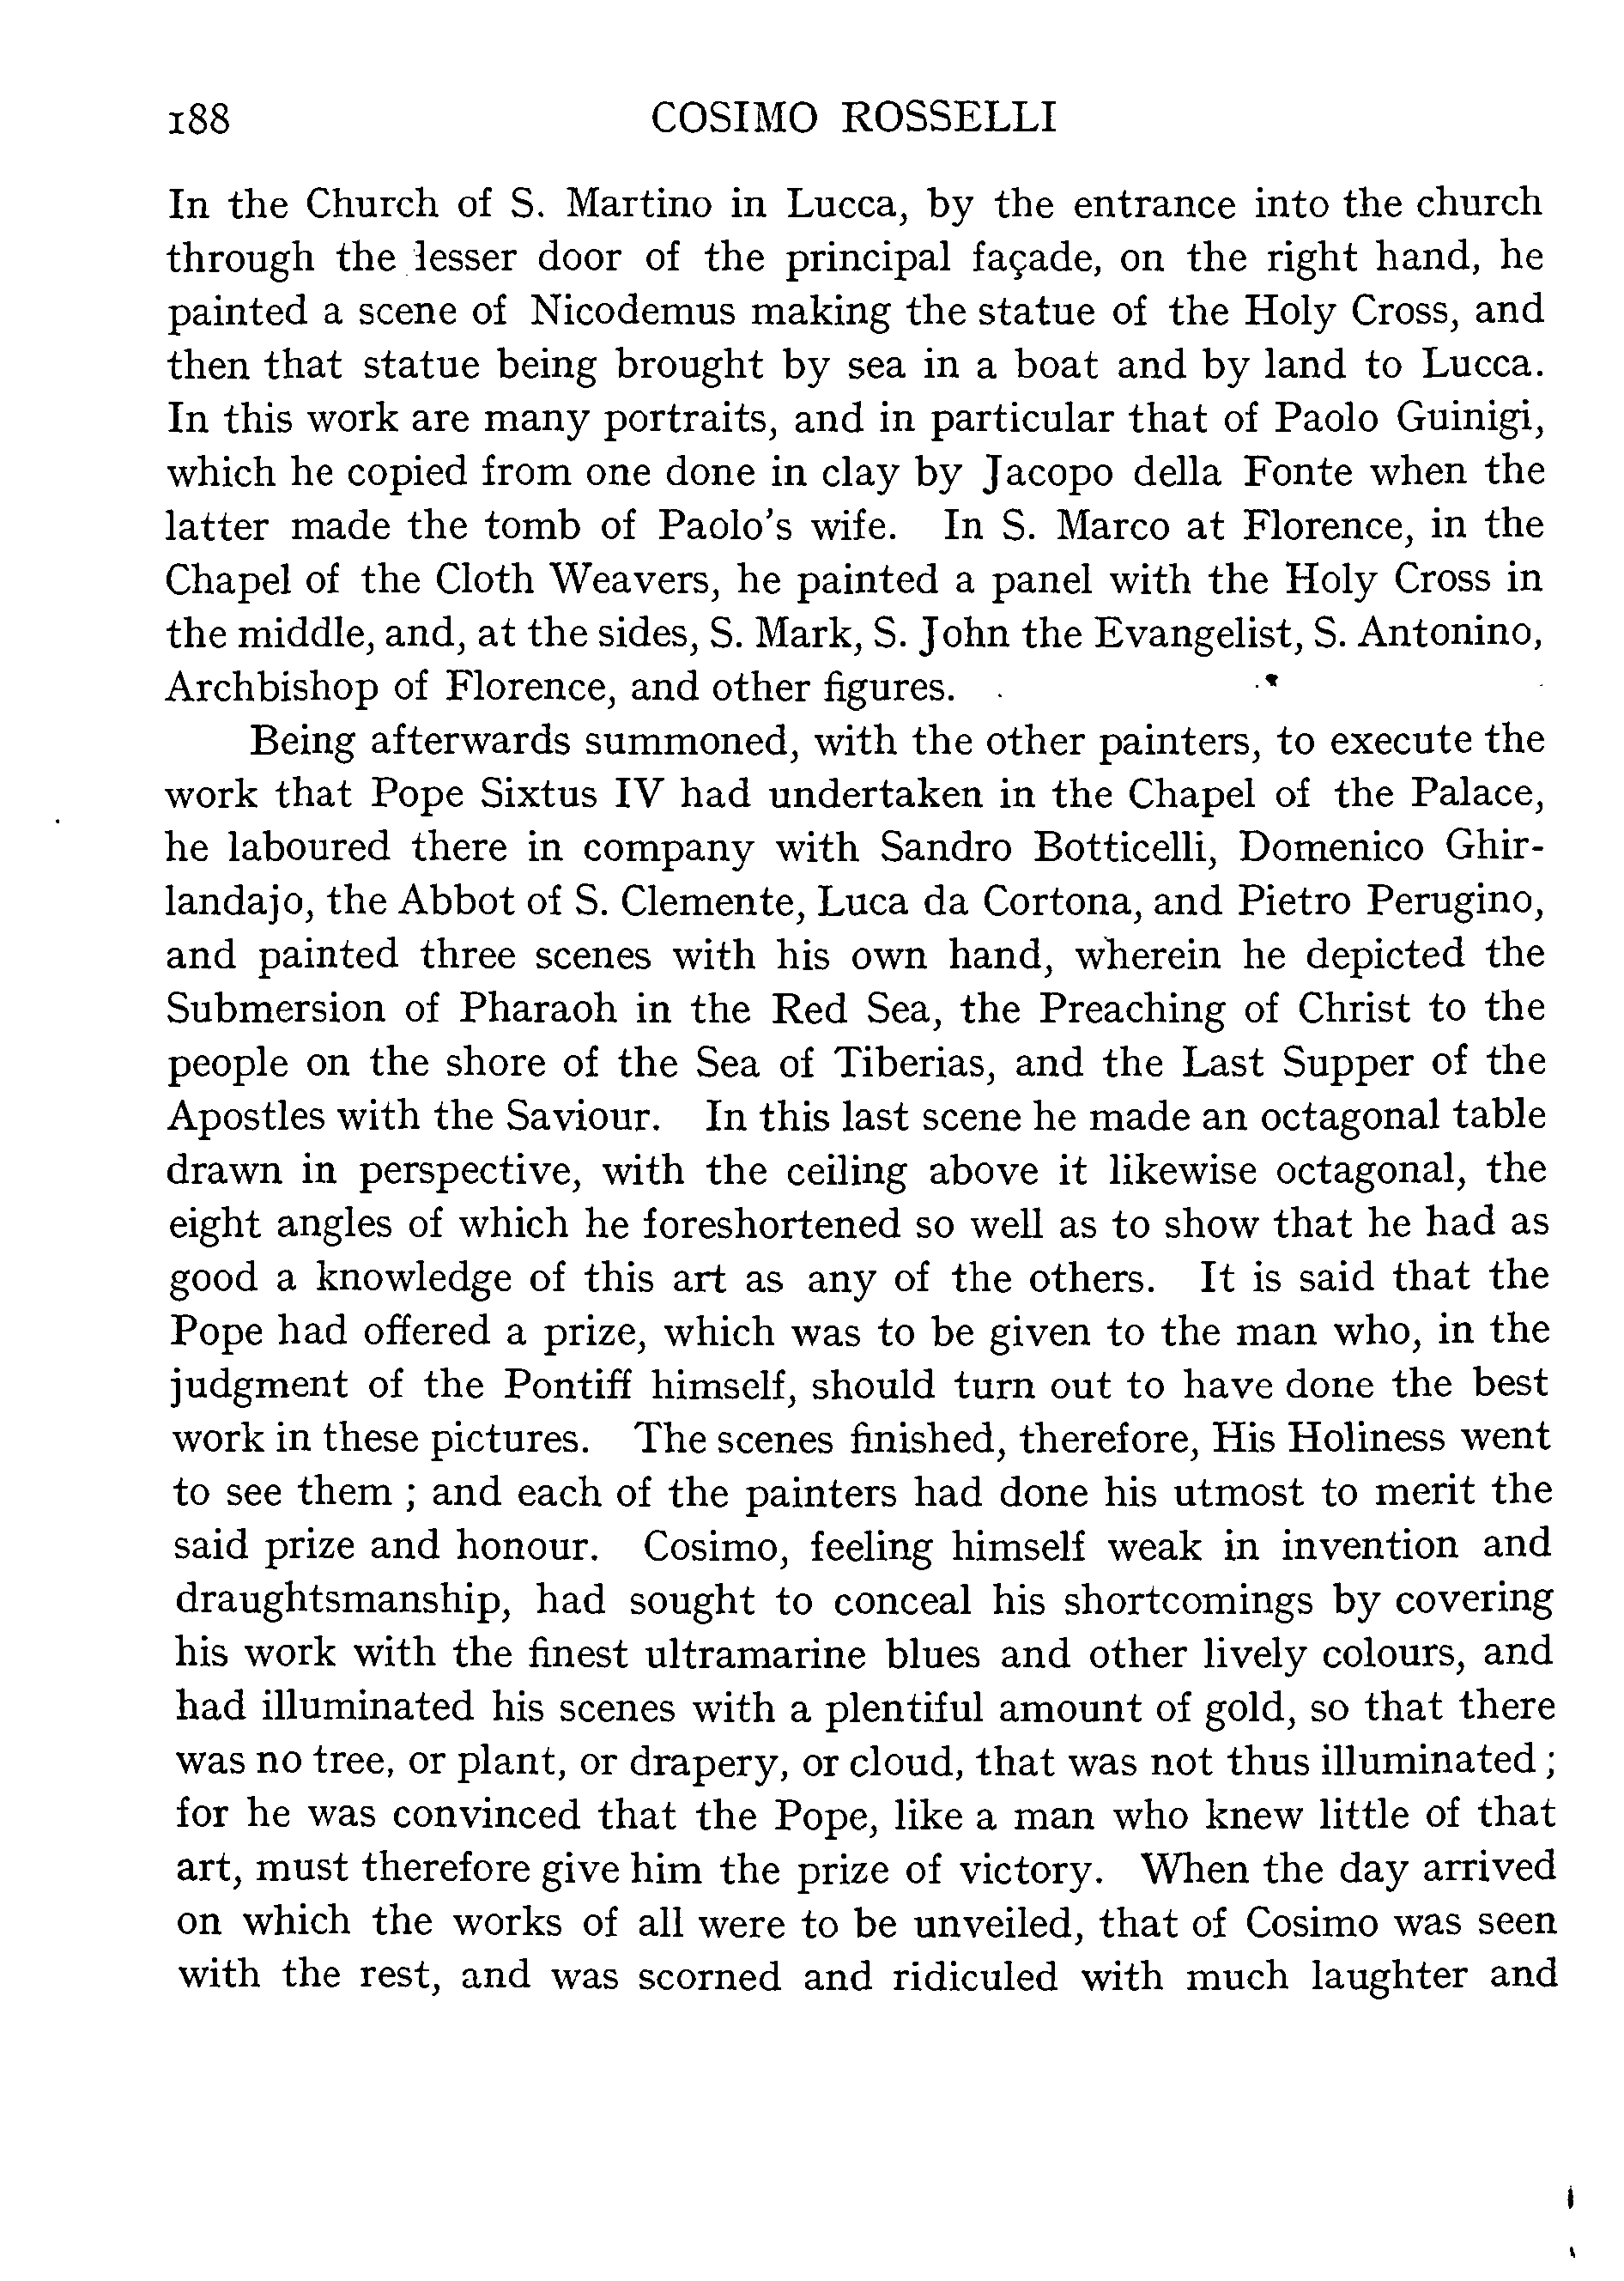 188 COSIMO ROSSELLI
In the Church of S. Martino in Lucca, by the entrance into the church
through the lesser door of the principal façade, on the right hand, he
painted a scene of Nicodemus making the statue of the Holy Cross, and
then that statue being brought by sea in a boat and by land to Lucca.
In this work are many portraits, and in particular that of Paolo Guinigi,
which he copied from one done in clay by Jacopo della Fonte when the
latter made the tomb of Paolo's wife. In S. Marco at Florence, in the
Chapel of the Cloth Weavers, he painted a panel with the Holy Cross in
the middle, and, at the sides, S. Mark, S. John the Evangelist, S. Antonino,
Archbishop of Florence, and other figures.
Being afterwards summoned, with the other painters, to execute the
work that Pope Sixtus IV had undertaken in the Chapel of the Palace,
he laboured there in company with Sandro Botticelli, Domenico Ghir-
landajo, the Abbot of S. Clemente, Luca da Cortona, and Pietro Perugino,
and painted three scenes with his own hand, wherein he depicted the
Submersion of Pharaoh in the Red Sea, the Preaching of Christ to the
people on the shore of the Sea of Tiberias, and the Last Supper of the
Apostles with the Saviour. In this last scene he made an octagonal table
drawn in perspective, with the ceiling above it likewise octagonal, the
eight angles of which he foreshortened so well as to show that he had as
good a knowledge of this art as any of the others. It is said that the
Pope had offered a prize, which was to be given to the man who, in the
judgment of the Pontiff himself, should turn out to have done the best
work in these pictures. The scenes finished, therefore, His Holiness went
to see them ; and each of the painters had done his utmost to merit the
said prize and honour. Cosimo, feeling himself weak in invention and
draughtsmanship, had sought to conceal his shortcomings by covering
his work with the finest ultramarine blues and other lively colours, and
had illuminated his scenes with a plentiful amount of gold, so that there
was no tree, or plant, or drapery, or cloud, that was not thus illuminated ;
for he was convinced that the Pope, like a man who knew little of that
art, must therefore give him the prize of victory. When the day arrived
on which the works of all were to be unveiled, that of Cosimo was seen
with the rest, and was scorned and ridiculed with much laughter and